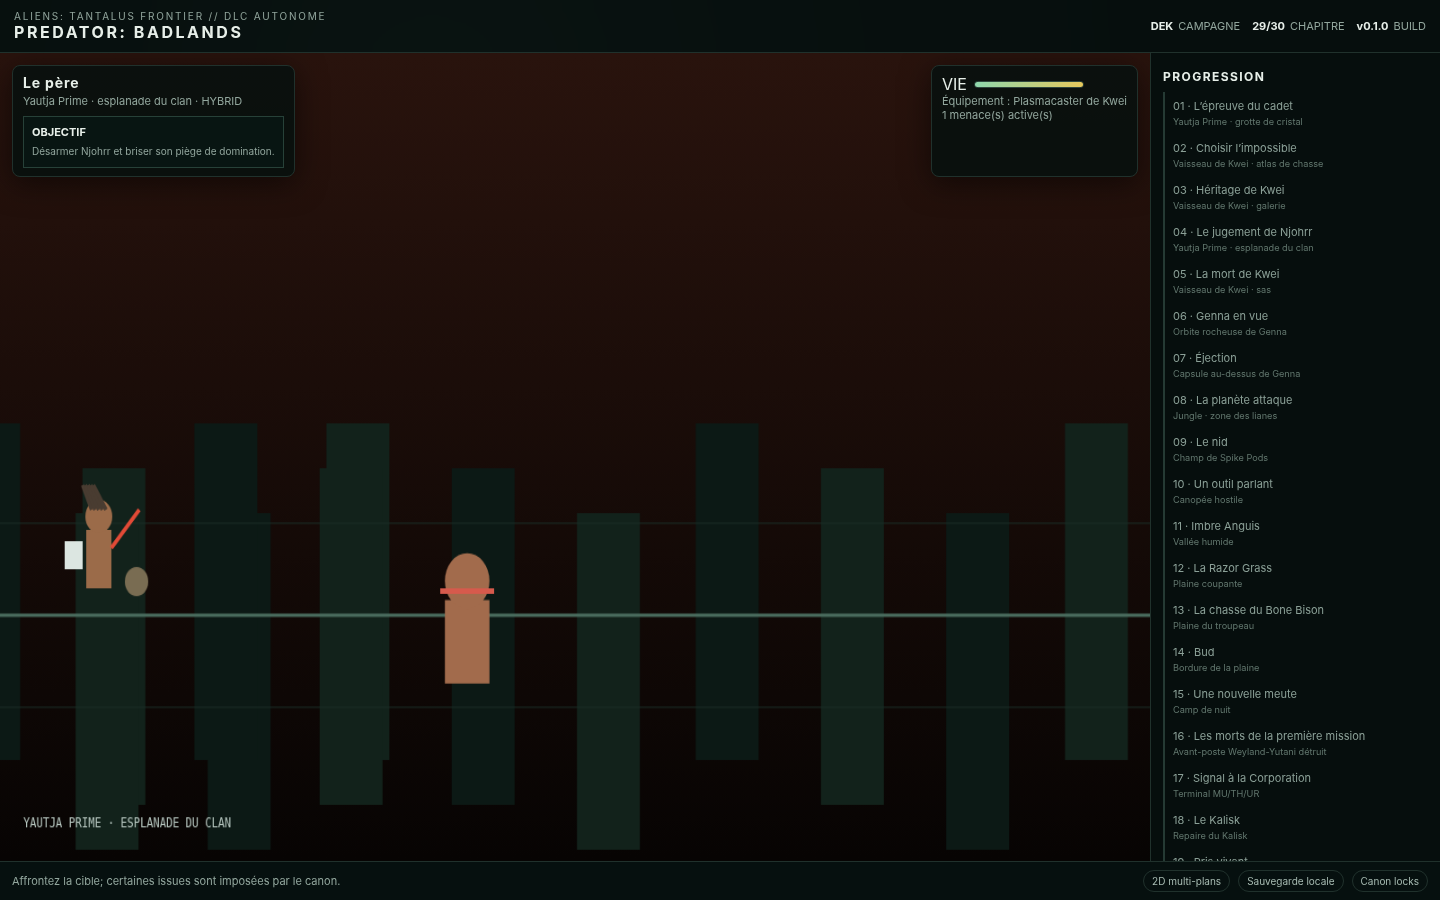 ALIENS: TANTALUS FRONTIER // DLC AUTONOME
PREDATOR: BADLANDS
DEK CAMPAGNE 29/30 CHAPITRE v0.1.0 BUILD
Le père
Yautja Prime · esplanade du clan · HYBRID
OBJECTIF
Désarmer Njohrr et briser son piège de domination.
VIE
Équipement : Plasmacaster de Kwei
1 menace(s) active(s)
PROGRESSION
01 · L'épreuve du cadet
Yautja Prime · grotte de cristal
02 · Choisir l'impossible
Vaisseau de Kwei · atlas de chasse
03 · Héritage de Kwei
Vaisseau de Kwei · galerie
04 · Le jugement de Njohrr
Yautja Prime · esplanade du clan
05 · La mort de Kwei
Vaisseau de Kwei · sas
06 · Genna en vue
Orbite rocheuse de Genna
07 · Éjection
Capsule au-dessus de Genna
08 · La planète attaque
Jungle · zone des lianes
09 · Le nid
Champ de Spike Pods
10 · Un outil parlant
Canopée hostile
11 · Imbre Anguis
Vallée humide
12 · La Razor Grass
Plaine coupante
13 · La chasse du Bone Bison
Plaine du troupeau
14 · Bud
Bordure de la plaine
15 · Une nouvelle meute
Camp de nuit
16 · Les morts de la première mission
Avant-poste Weyland-Yutani détruit
17 · Signal à la Corporation
Terminal MU/TH/UR
18 · Le Kalisk
Repaire du Kalisk
19 · Pris vivant
YAUTJA PRIME · ESPLANADE DU CLAN
Affrontez la cible; certaines issues sont imposées par le canon.
2D multi-plans
Sauvegarde locale
Canon locks